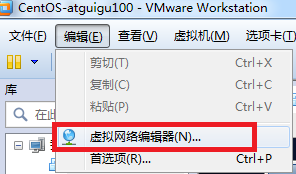 CentOS-atguigu100 - VMware Workstation
文件(F) 编辑(E) 查看(V) 虚拟机(M) 选项卡(
剪切(T) Ctrl+X
库 复制(C) Ctrl+C
粘贴(P) Ctrl+V
虚拟网络编辑器(N)...
首选项(R)... Ctrl+P